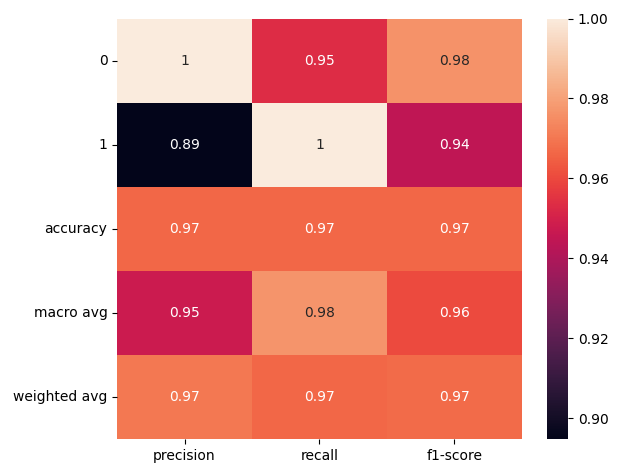 0 1 0.95 0.98
1 0.89 1 0.94
accuracy 0.97 0.97 0.97
macro avg 0.95 0.98 0.96
weighted avg 0.97 0.97 0.97
precision recall f1-score
1.00
0.98
0.96
0.94
0.92
0.90